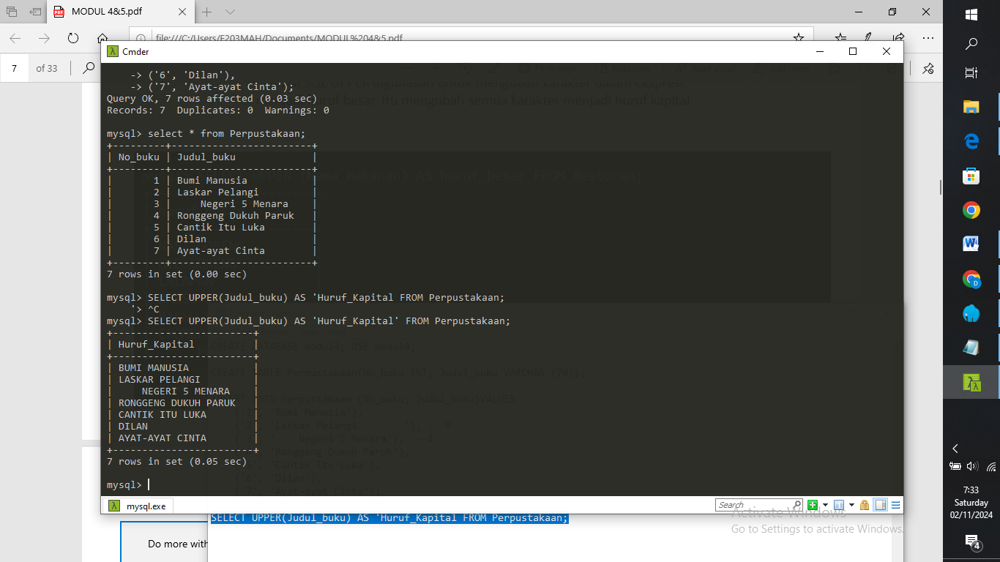 MODUL 4&5.pdf
file:///C:/Users/F203MAH/Documents/MODUL%204&5.pdf
7 of 33
Cmder
-> ('6', 'Dilan'),
-> ('7', 'Ayat-ayat Cinta');
Query OK, 7 rows affected (0.03 sec)
Records: 7  Duplicates: 0  Warnings: 0
mysql> select * from Perpustakaan;
+---------+------------------------+
| No_buku | Judul_buku             |
+---------+------------------------+
|       1 | Bumi Manusia           |
|       2 | Laskar Pelangi         |
|       3 |     Negeri 5 Menara    |
|       4 | Ronggeng Dukuh Paruk   |
|       5 | Cantik Itu Luka        |
|       6 | Dilan                  |
|       7 | Ayat-ayat Cinta        |
+---------+------------------------+
7 rows in set (0.00 sec)
mysql> SELECT UPPER(Judul_buku) AS 'Huruf_Kapital FROM Perpustakaan;
'> ^C
mysql> SELECT UPPER(Judul_buku) AS 'Huruf_Kapital' FROM Perpustakaan;
+------------------------+
| Huruf_Kapital          |
+------------------------+
| BUMI MANUSIA           |
| LASKAR PELANGI         |
|     NEGERI 5 MENARA    |
| RONGGENG DUKUH PARUK   |
| CANTIK ITU LUKA        |
| DILAN                  |
| AYAT-AYAT CINTA        |
+------------------------+
7 rows in set (0.05 sec)
mysql>
mysql.exe
Search
SELECT UPPER(Judul_buku) AS 'Huruf_Kapital FROM Perpustakaan;
Activate Windows
Go to Settings to activate Windows.
Do more with
7:33
Saturday
02/11/2024
4